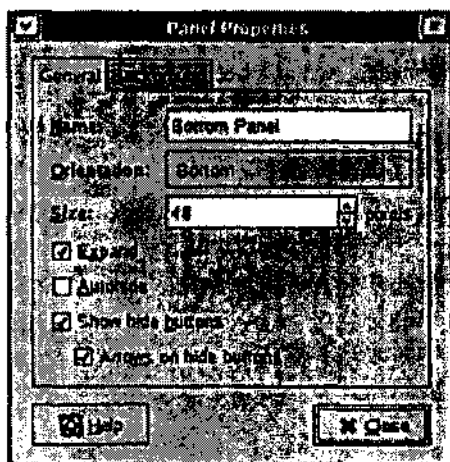 Panel Properties
General Background
Name: Bottom Panel
Orientation: Bottom
Size: 48 pixels
Expand
Autohide
Show hide buttons
Arrows on hide buttons
Help Close